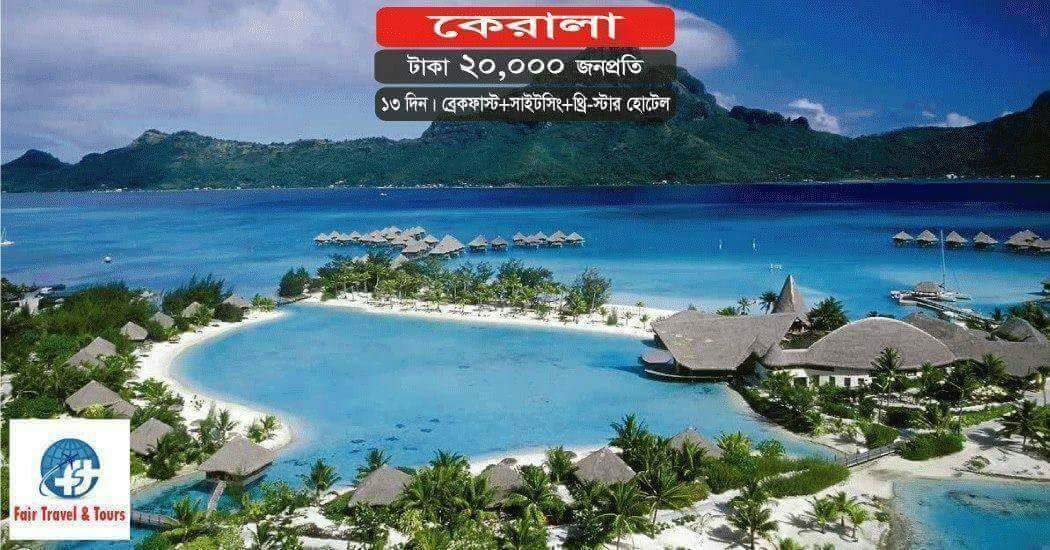 কেরালা
টাকা ২০,০০০ জনপ্রতি
১৩ দিন। ব্রেকফাস্ট+সাইটসিং+থ্রি-স্টার হোটেল
Fair Travel & Tours